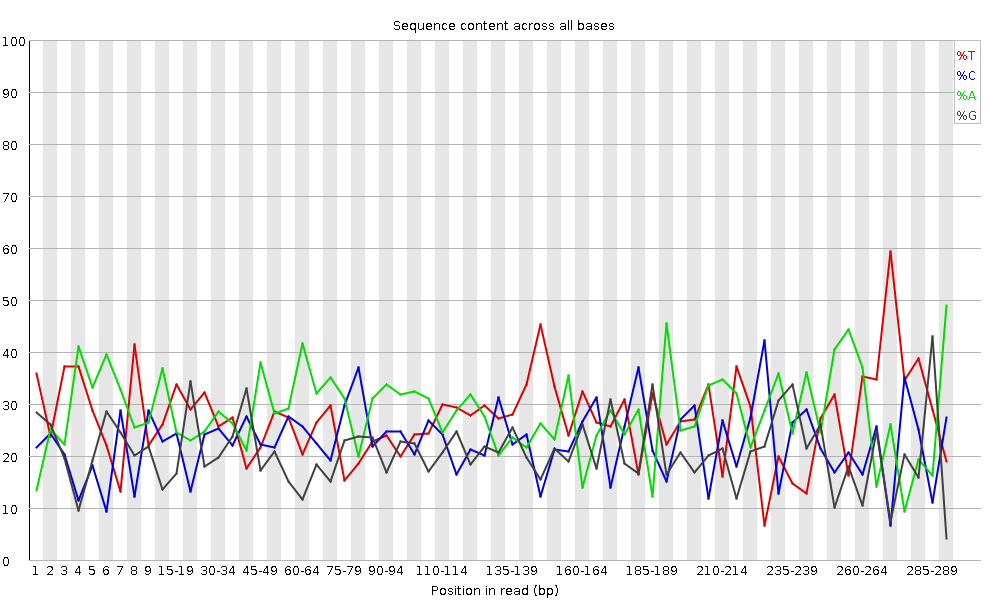 Sequence content across all bases
100
90
80
70
60
50
40
30
20
10
0
%T
%C
%A
%G
1 2 3 4 5 6 7 8 9 15-19 30-34 45-49 60-64 75-79 90-94 110-114 135-139 160-164 185-189 210-214 235-239 260-264 285-289
Position in read (bp)